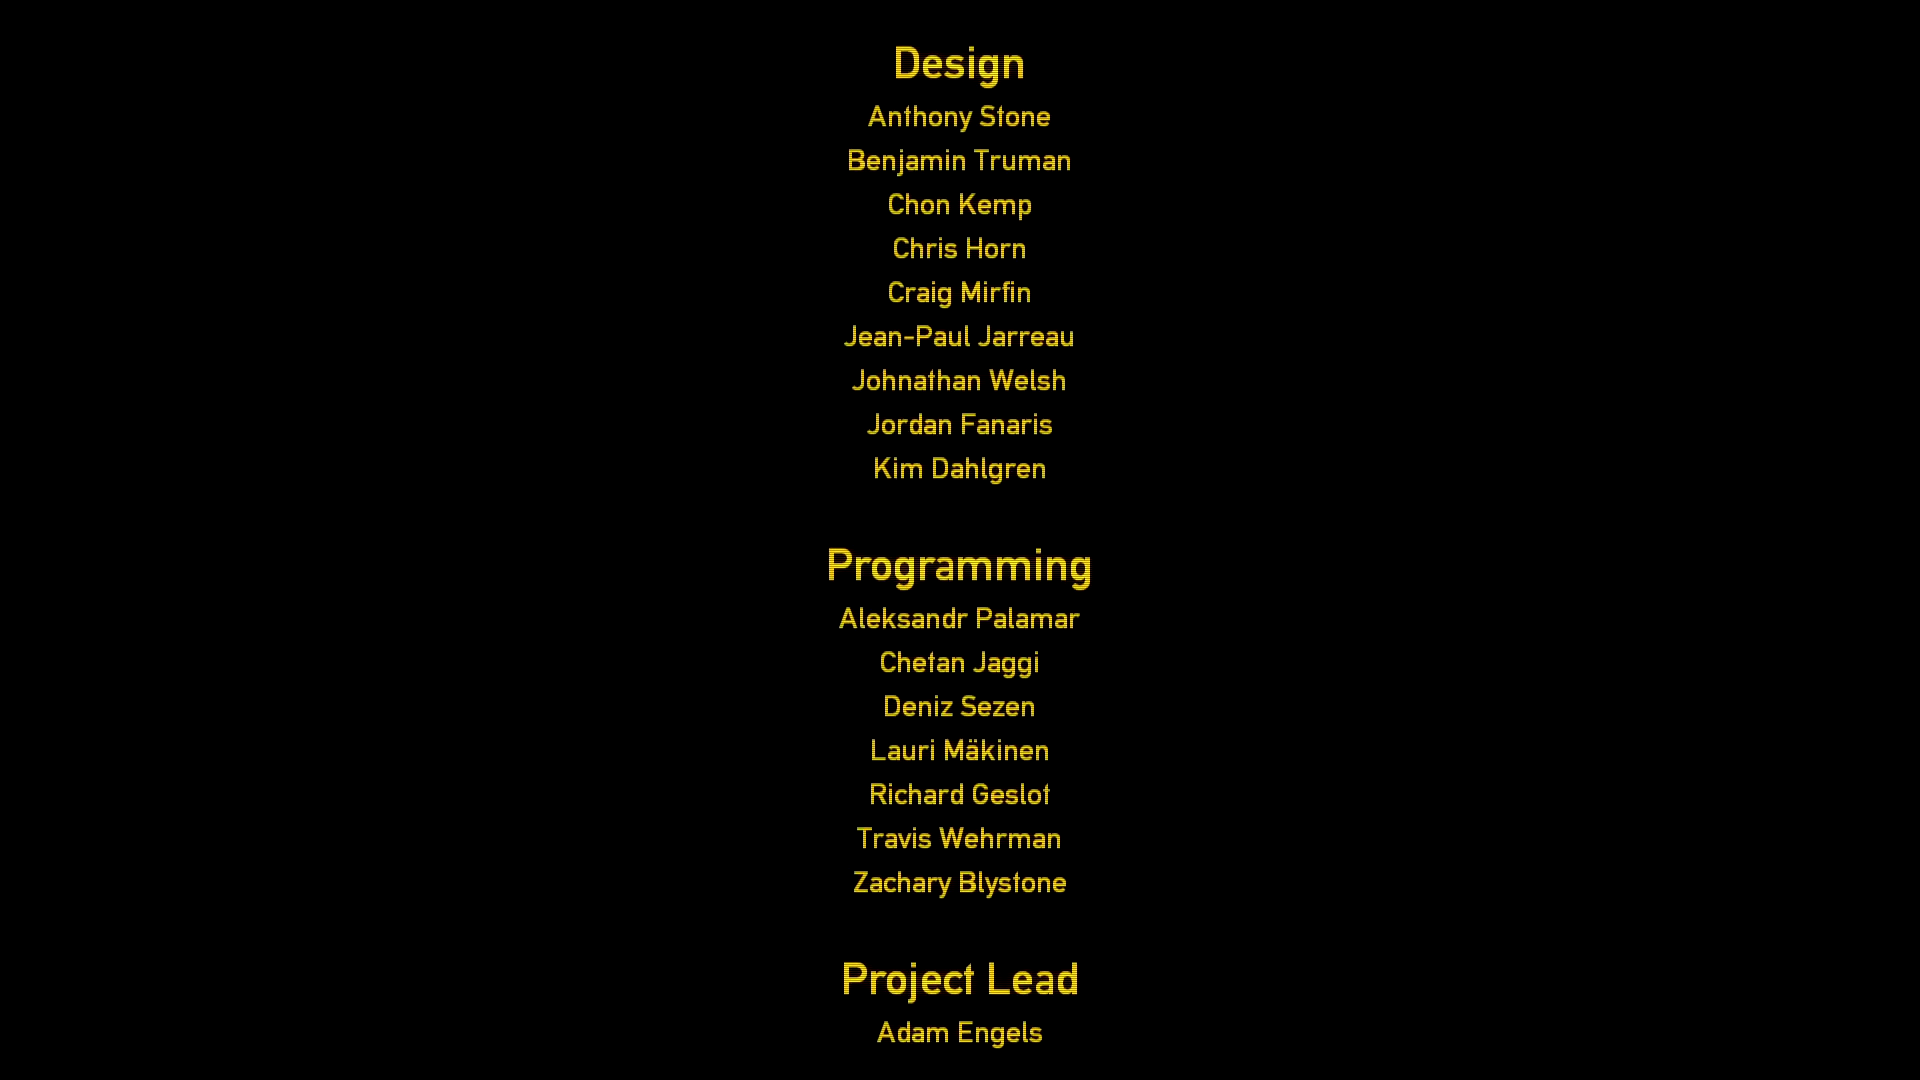 Design
Anthony Stone
Benjamin Truman
Chon Kemp
Chris Horn
Craig Mirfin
Jean-Paul Jarreau
Johnathan Welsh
Jordan Fanaris
Kim Dahlgren
Programming
Aleksandr Palamar
Chetan Jaggi
Deniz Sezen
Lauri Mäkinen
Richard Geslot
Travis Wehrman
Zachary Blystone
Project Lead
Adam Engels